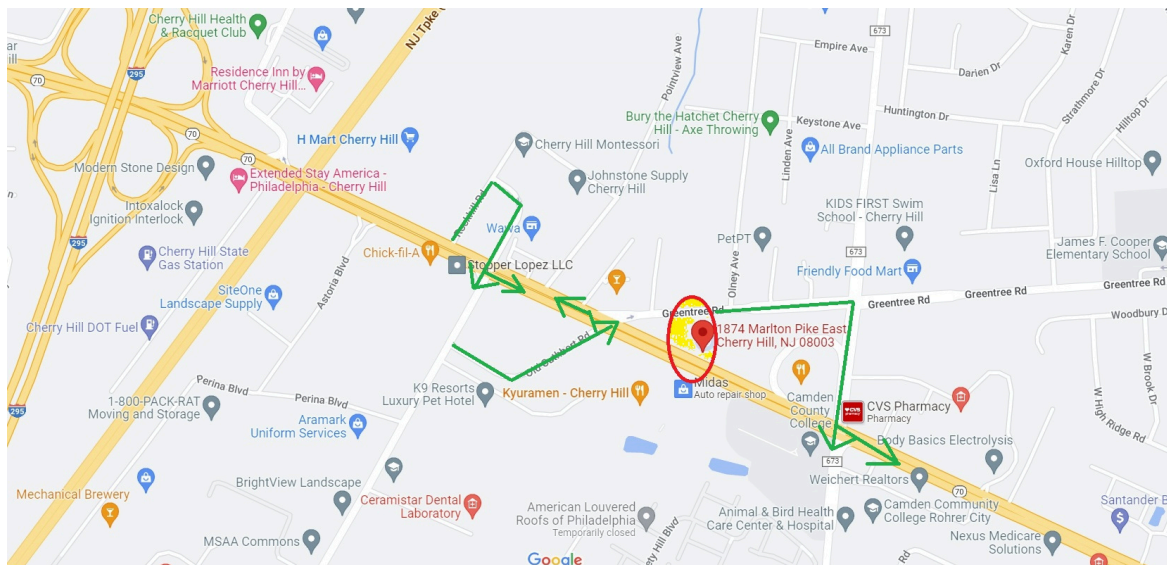 Cherry Hill Health
& Racquet Club
NJ Tpke
673
Empire Ave
Karen Dr
Pointview Ave
295
70
Residence Inn by
Marriott Cherry Hill...
Darien Dr
Strathmore Dr
Hilltop Dr
Huntington Dr
Bury the Hatchet Cherry
Hill - Axe Throwing
Keystone Ave
Linden Ave
295
70
H Mart Cherry Hill
Cherry Hill Montessori
All Brand Appliance Parts
Modern Stone Design
Extended Stay America -
Philadelphia - Cherry Hill
Johnstone Supply
Cherry Hill
Lisa Ln
Oxford House Hilltop
Intoxalock
Ignition Interlock
Rockhill Rd
KIDS FIRST Swim
School - Cherry Hill
Wawa
PetPT
295
Cherry Hill State
Gas Station
Chick-fil-A
Stopper Lopez LLC
673
James F. Cooper
Elementary School
Astoria Blvd
Olney Ave
Friendly Food Mart
SiteOne
Landscape Supply
Greentree Rd
Greentree Rd
Greentree Rd
Cherry Hill DOT Fuel
1874 Marlton Pike East,
Cherry Hill, NJ 08003
Woodbury D
Old Cuthbert Rd
Perina Blvd
Perina Blvd
K9 Resorts
Luxury Pet Hotel
Kyuramen - Cherry Hill
Midas
Auto repair shop
Camden
County
College
W Brook Dr
1-800-PACK-RAT
Moving and Storage
CVS Pharmacy
Pharmacy
W High Ridge Rd
Aramark
Uniform Services
Body Basics Electrolysis
673
Weichert Realtors
70
Mechanical Brewery
BrightView Landscape
Ceramistar Dental
Laboratory
American Louvered
Roofs of Philadelphia
Temporarily closed
Animal & Bird Health
Care Center & Hospital
Camden Community
College Rohrer City
Santander B
MSAA Commons
ety Hill Blvd
Nexus Medicare
Solutions
Rd
Google